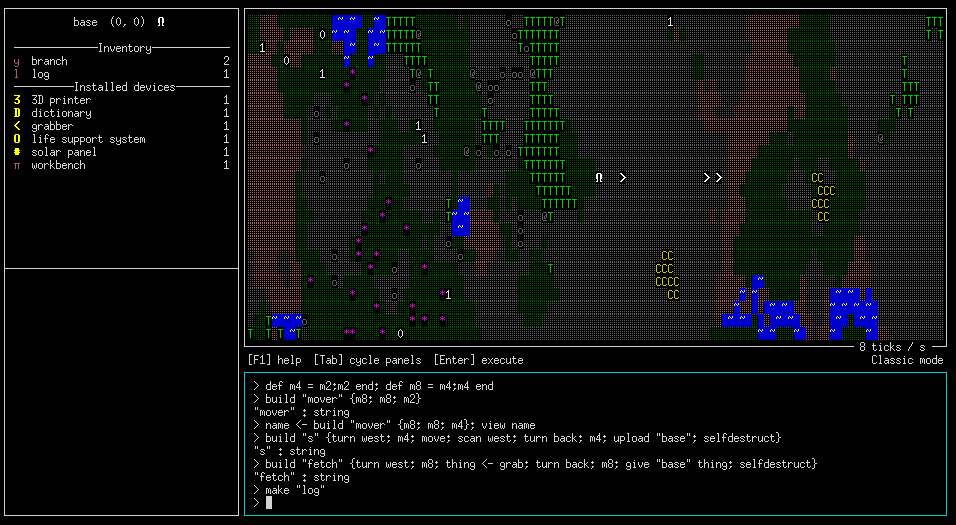 base (0, 0) Ω
Inventory
y branch 2
l log 1
Installed devices
3 3D printer 1
D dictionary 1
< grabber 1
O life support system 1
* solar panel 1
π workbench 1
8 ticks / s
[F1] help [Tab] cycle panels [Enter] execute Classic mode
> def m4 = m2;m2 end; def m8 = m4;m4 end
> build "mover" {m8; m8; m2}
"mover" : string
> name <- build "mover" {m8; m8; m4}; view name
> build "s" {turn west; m4; move; scan west; turn back; m4; upload "base"; selfdestruct}
"s" : string
> build "fetch" {turn west; m8; thing <- grab; turn back; m8; give "base" thing; selfdestruct}
"fetch" : string
> make "log"
>